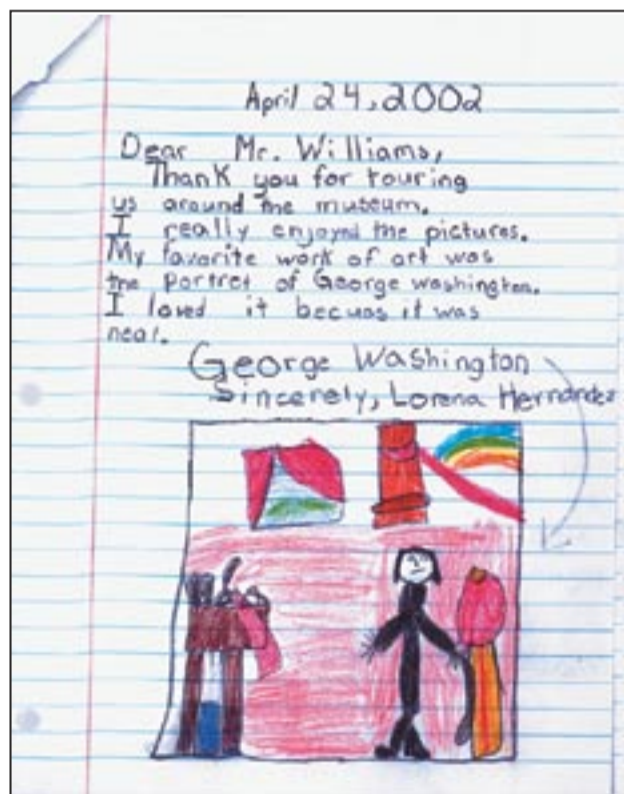 April 24, 2002
Dear Mr. Williams,
Thank you for touring
us around the museum.
I really enjoyed the pictures.
My favorite work of art was
the Portret of George washington.
I loved it becuas it was
neat.
George Washington
Sincerely, Lorena Hernandez